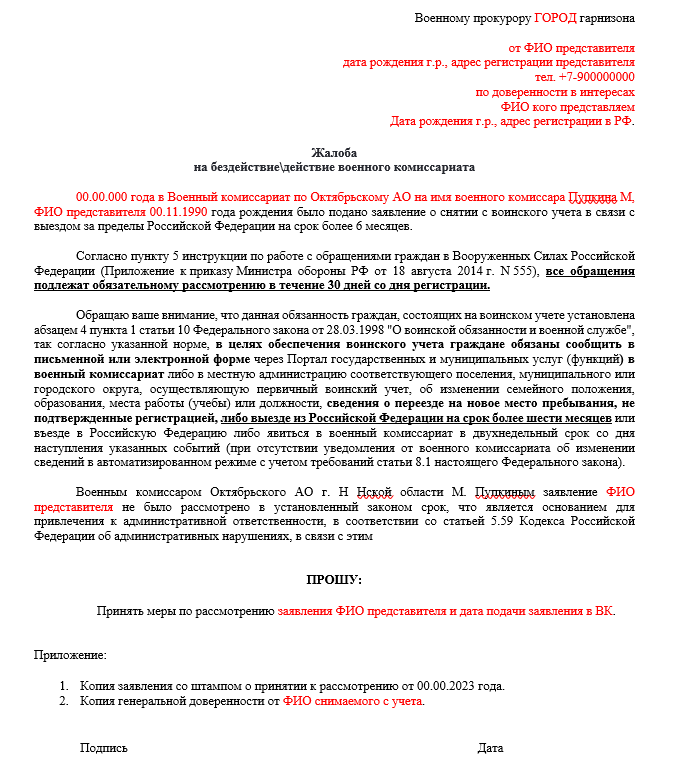 Военному прокурору ГОРОД гарнизона
от ФИО представителя
дата рождения г.р., адрес регистрации представителя
тел. +7-900000000
по доверенности в интересах
ФИО кого представляем
Дата рождения г.р., адрес регистрации в РФ.
Жалоба
на бездействие\действие военного комиссариата
00.00.000 года в Военный комиссариат по Октябрьскому АО на имя военного комиссара Пупкина М,
ФИО представителя 00.11.1990 года рождения было подано заявление о снятии с воинского учета в связи с
выездом за пределы Российской Федерации на срок более 6 месяцев.
Согласно пункту 5 инструкции по работе с обращениями граждан в Вооруженных Силах Российской
Федерации (Приложение к приказу Министра обороны РФ от 18 августа 2014 г. N 555), все обращения
подлежат обязательному рассмотрению в течение 30 дней со дня регистрации.
Обращаю ваше внимание, что данная обязанность граждан, состоящих на воинском учете установлена
абзацем 4 пункта 1 статьи 10 Федерального закона от 28.03.1998 "О воинской обязанности и военной службе",
так согласно указанной норме, в целях обеспечения воинского учета граждане обязаны сообщить в
письменной или электронной форме через Портал государственных и муниципальных услуг (функций) в
военный комиссариат либо в местную администрацию соответствующего поселения, муниципального или
городского округа, осуществляющую первичный воинский учет, об изменении семейного положения,
образования, места работы (учебы) или должности, сведения о переезде на новое место пребывания, не
подтвержденные регистрацией, либо выезде из Российской Федерации на срок более шести месяцев или
въезде в Российскую Федерацию либо явиться в военный комиссариат в двухнедельный срок со дня
наступления указанных событий (при отсутствии уведомления от военного комиссариата об изменении
сведений в автоматизированном режиме с учетом требований статьи 8.1 настоящего Федерального закона).
Военным комиссаром Октябрьского АО г. Н Нской области М. Пупкиным заявление ФИО
представителя не было рассмотрено в установленный законом срок, что является основанием для
привлечения к административной ответственности, в соответствии со статьей 5.59 Кодекса Российской
Федерации об административных нарушениях, в связи с этим
ПРОШУ:
Принять меры по рассмотрению заявления ФИО представителя и дата подачи заявления в ВК.
Приложение:
1. Копия заявления со штампом о принятии к рассмотрению от 00.00.2023 года.
2. Копия генеральной доверенности от ФИО снимаемого с учета.
Подпись Дата